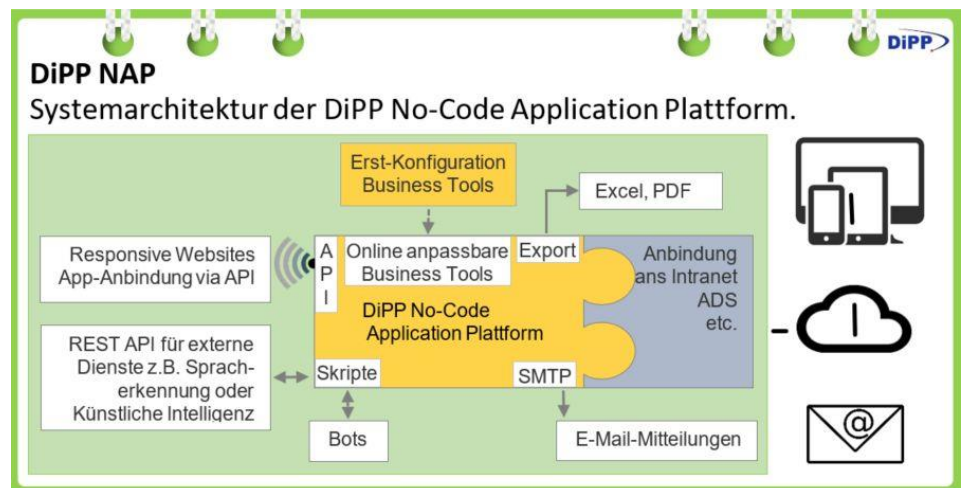 DiPP
DiPP NAP
Systemarchitektur der DiPP No-Code Application Plattform.
Erst-Konfiguration
Business Tools
Excel, PDF
Responsive Websites
App-Anbindung via API
A
P
I
Online anpassbare
Business Tools
Export
Anbindung
ans Intranet
ADS
etc.
DiPP No-Code
Application Plattform
REST API für externe
Dienste z.B. Sprach-
erkennung oder
Künstliche Intelligenz
Skripte
SMTP
Bots
E-Mail-Mitteilungen
@